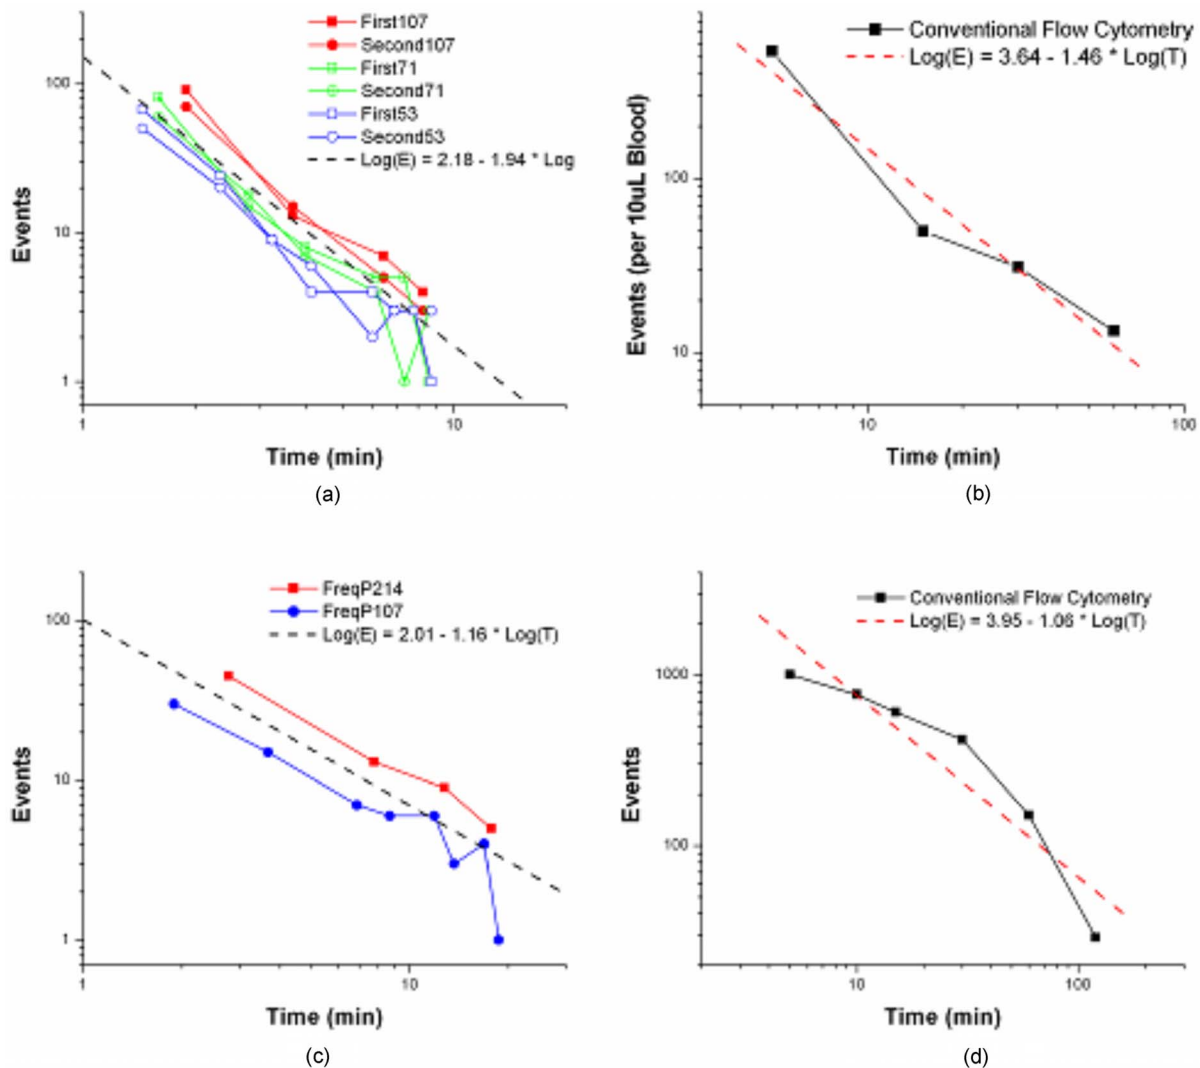 First107
Second107
First71
Second71
First53
Second53
Log(E) = 2.18 - 1.94 * Log
100
10
1
Events
1
10
Time (min)
(a)
Conventional Flow Cytometry
Log(E) = 3.64 - 1.46 * Log(T)
100
10
Events (per 10uL Blood)
10
100
Time (min)
(b)
FreqP214
FreqP107
Log(E) = 2.01 - 1.16 * Log(T)
100
10
1
Events
1
10
Time (min)
(c)
Conventional Flow Cytometry
Log(E) = 3.95 - 1.06 * Log(T)
1000
100
Events
10
100
Time (min)
(d)